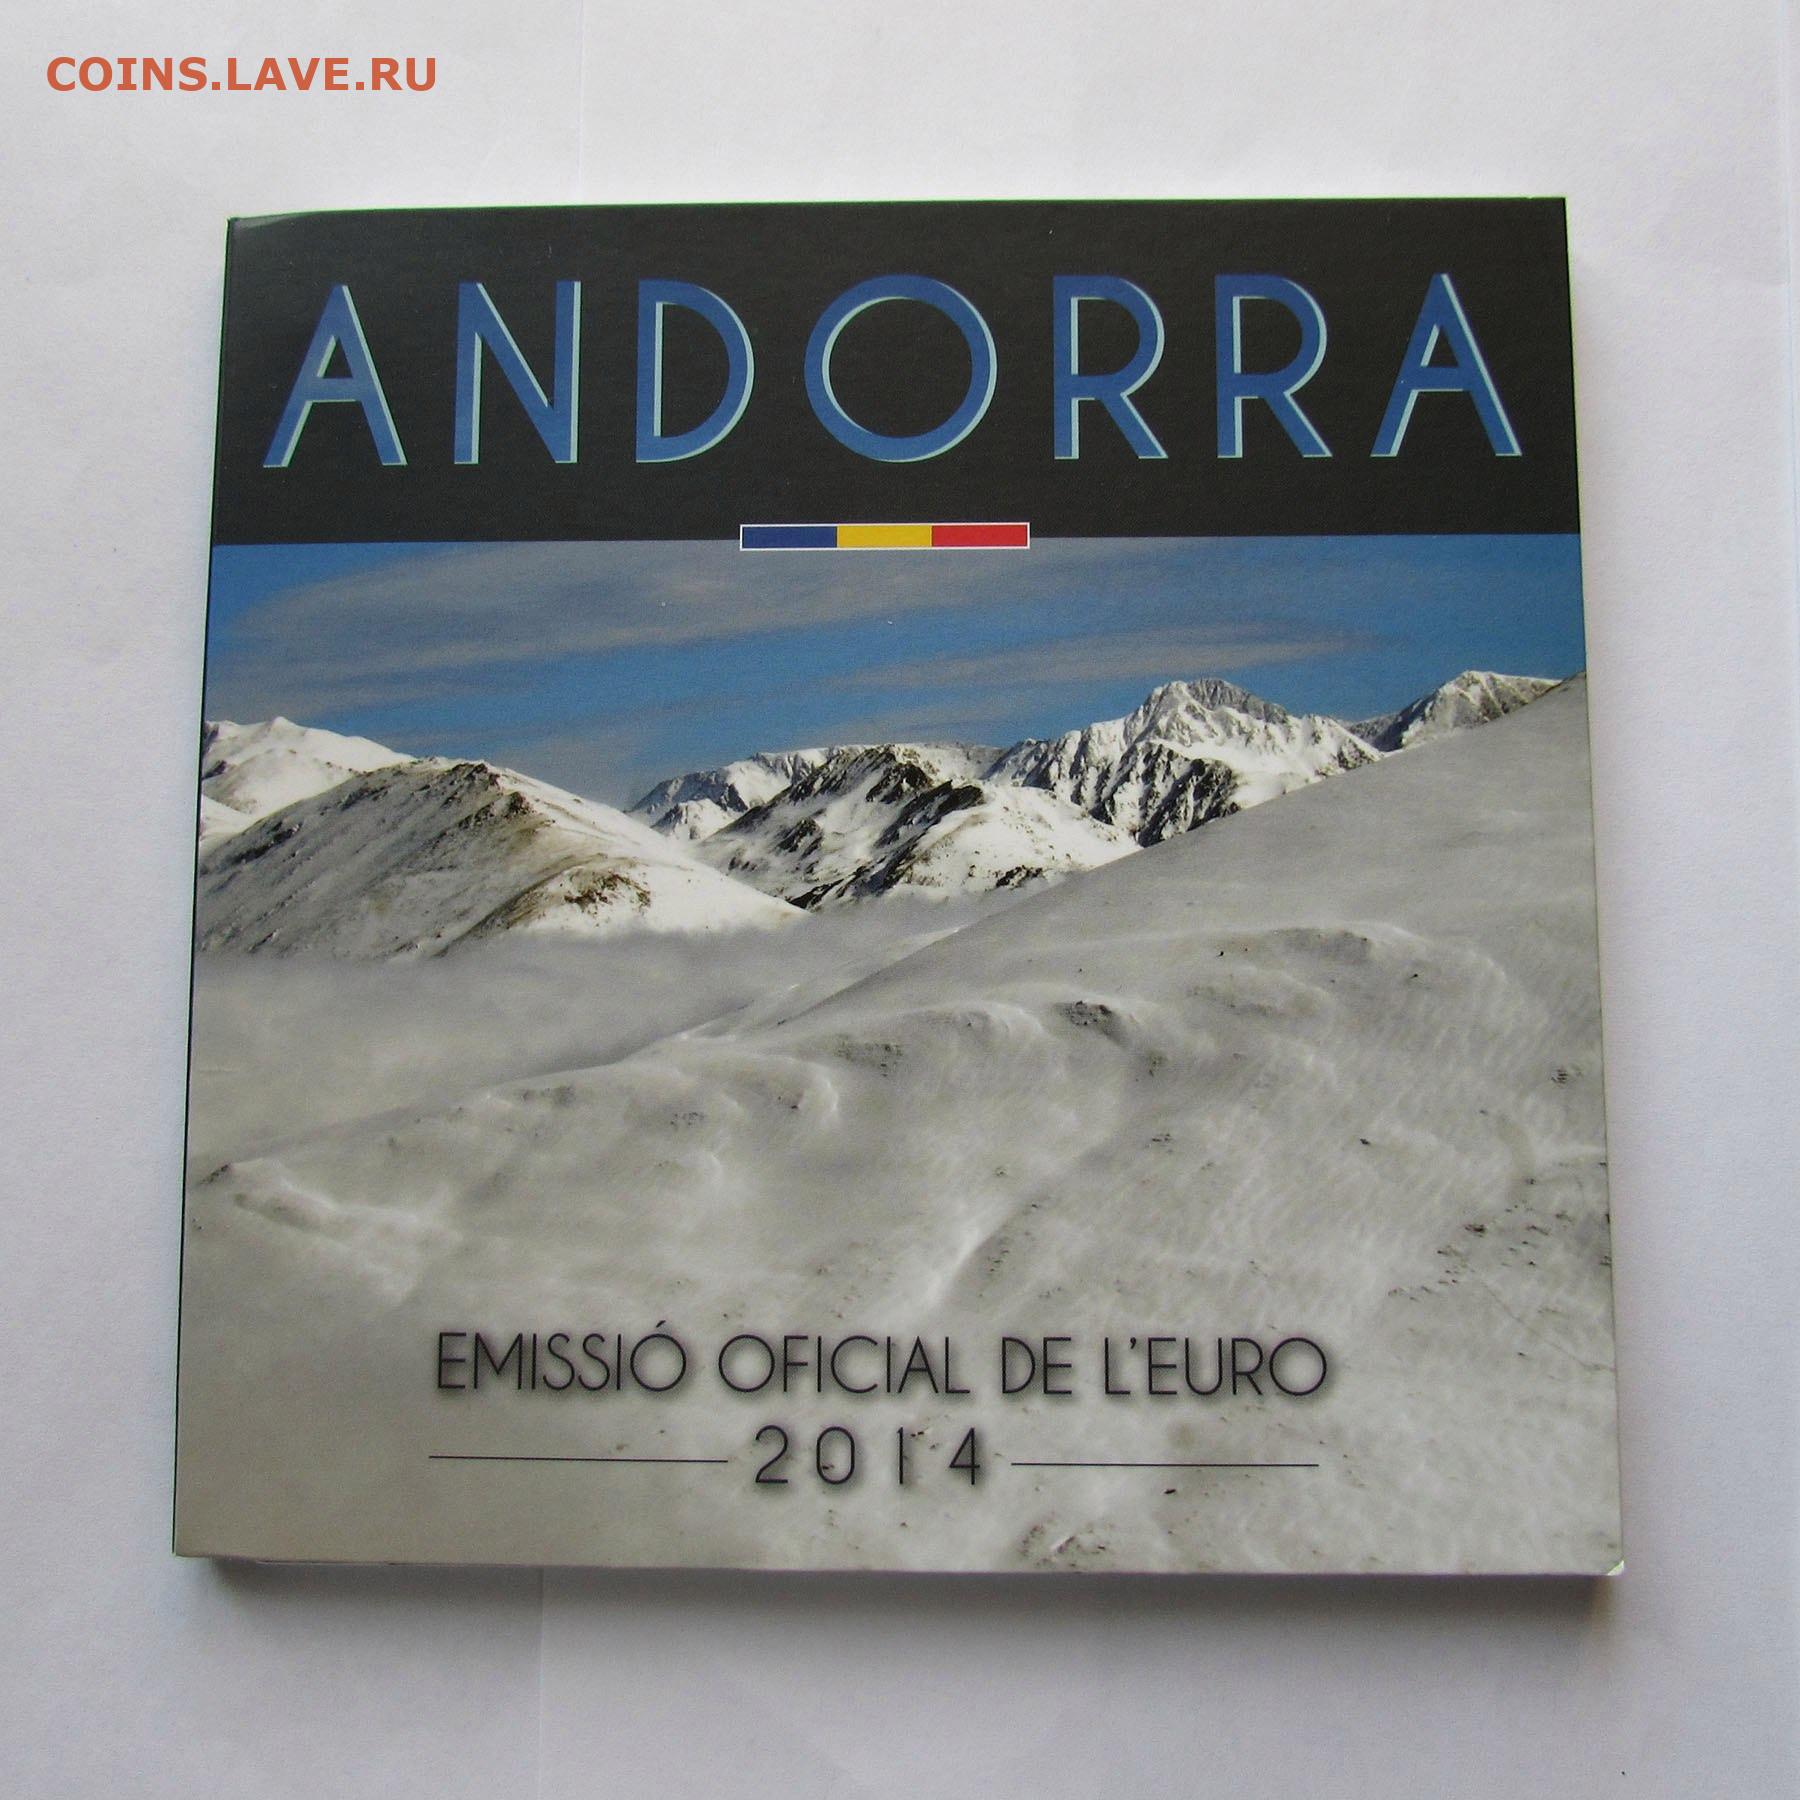 COINS.LAVE.RU
ANDORRA
EMISSIÓ OFICIAL DE L'EURO
2014